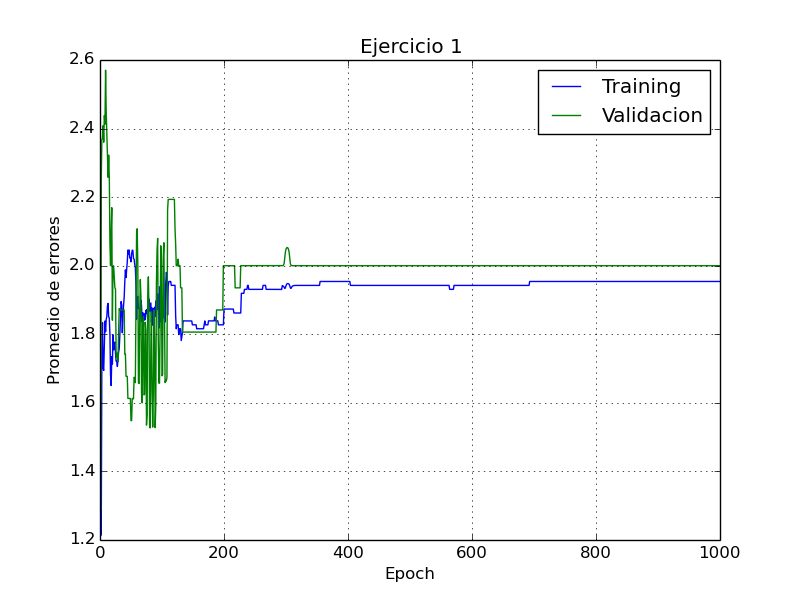 Ejercicio 1
Training
Validacion
Promedio de errores
2.6
2.4
2.2
2.0
1.8
1.6
1.4
1.2
0 200 400 600 800 1000
Epoch